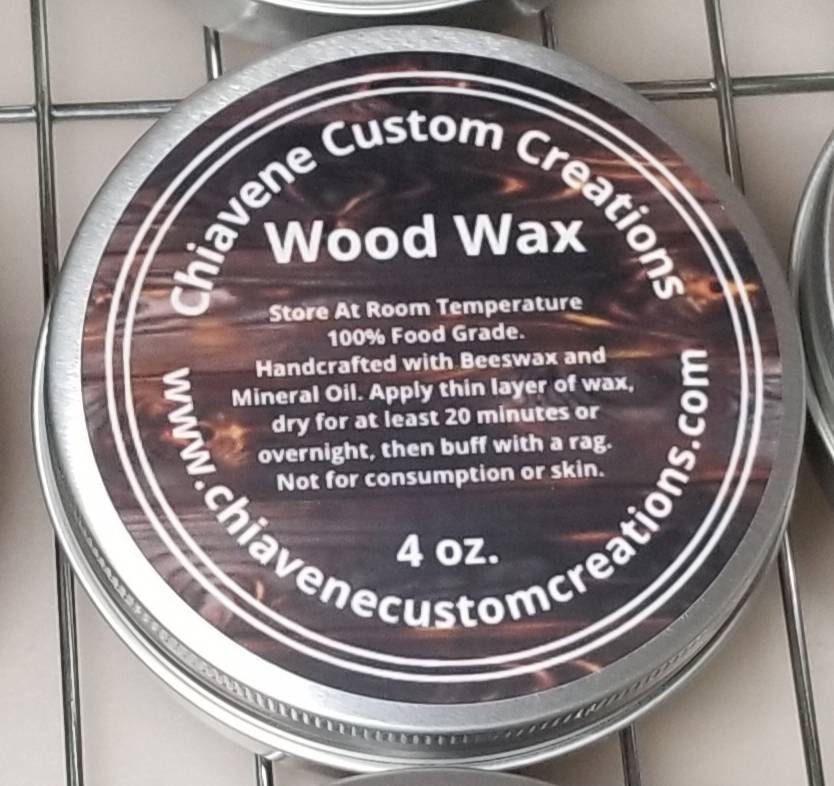 Chiavene Custom Creations
Wood Wax
Store At Room Temperature
100% Food Grade.
Handcrafted with Beeswax and
Mineral Oil. Apply thin layer of wax,
dry for at least 20 minutes or
overnight, then buff with a rag.
Not for consumption or skin.
4 oz.
www.chiavenecustomcreations.com